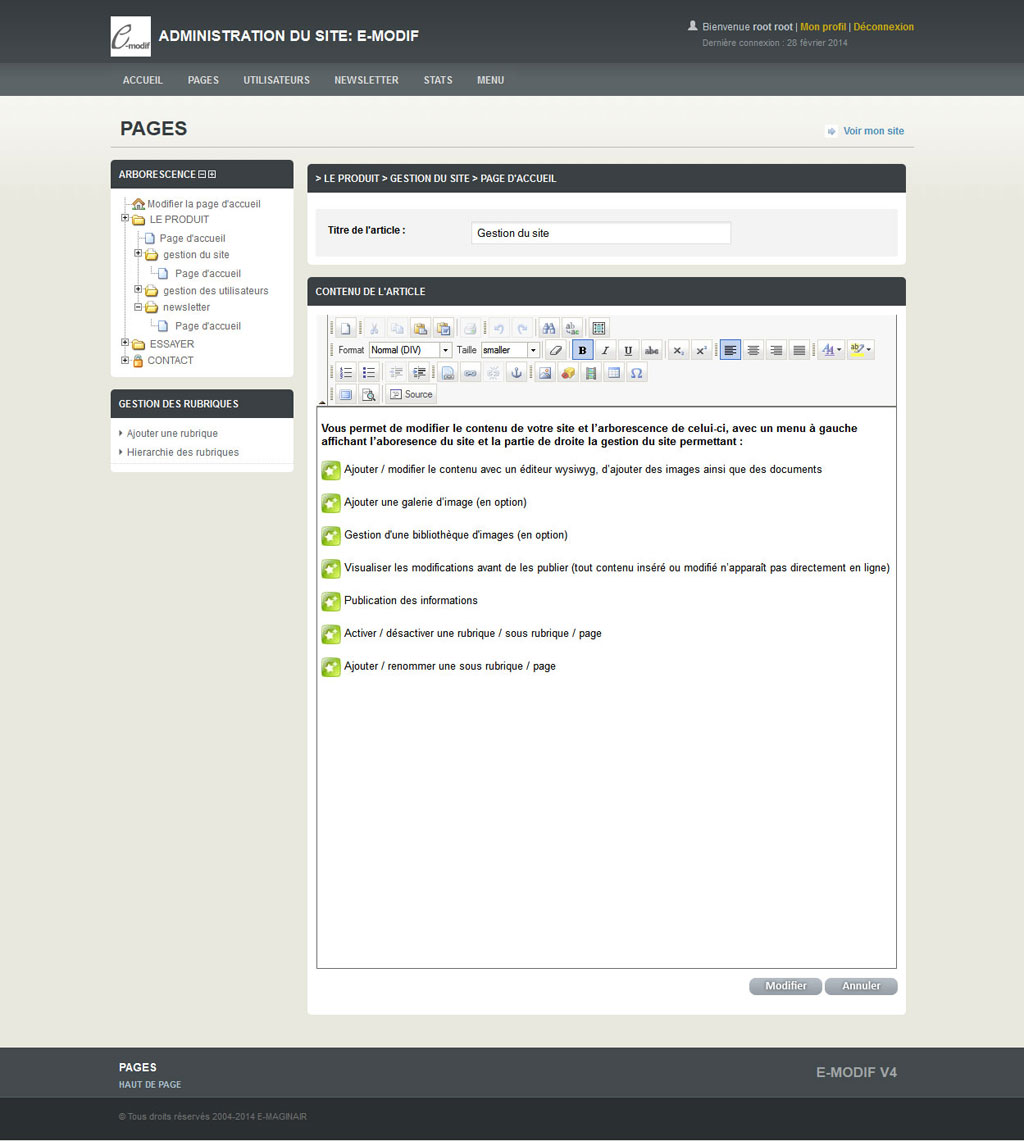 e-modif
ADMINISTRATION DU SITE: E-MODIF
Bienvenue root root | Mon profil | Déconnexion
Dernière connexion : 28 février 2014
ACCUEIL PAGES UTILISATEURS NEWSLETTER STATS MENU
PAGES
Voir mon site
ARBORESCENCE
Modifier la page d'accueil
LE PRODUIT
Page d'accueil
gestion du site
Page d'accueil
gestion des utilisateurs
newsletter
Page d'accueil
ESSAYER
CONTACT
GESTION DES RUBRIQUES
Ajouter une rubrique
Hierarchie des rubriques
> LE PRODUIT > GESTION DU SITE > PAGE D'ACCUEIL
Titre de l'article : Gestion du site
CONTENU DE L'ARTICLE
Format Normal (DIV) Taille smaller B I U abc x₂ x² A ab
Ω
Source
Vous permet de modifier le contenu de votre site et l'arborescence de celui-ci, avec un menu à gauche
affichant l'aboresence du site et la partie de droite la gestion du site permettant :
Ajouter / modifier le contenu avec un éditeur wysiwyg, d'ajouter des images ainsi que des documents
Ajouter une galerie d'image (en option)
Gestion d'une bibliothèque d'images (en option)
Visualiser les modifications avant de les publier (tout contenu inséré ou modifié n'apparaît pas directement en ligne)
Publication des informations
Activer / désactiver une rubrique / sous rubrique / page
Ajouter / renommer une sous rubrique / page
Modifier Annuler
PAGES
HAUT DE PAGE
E-MODIF V4
© Tous droits réservés 2004-2014 E-MAGINAIR